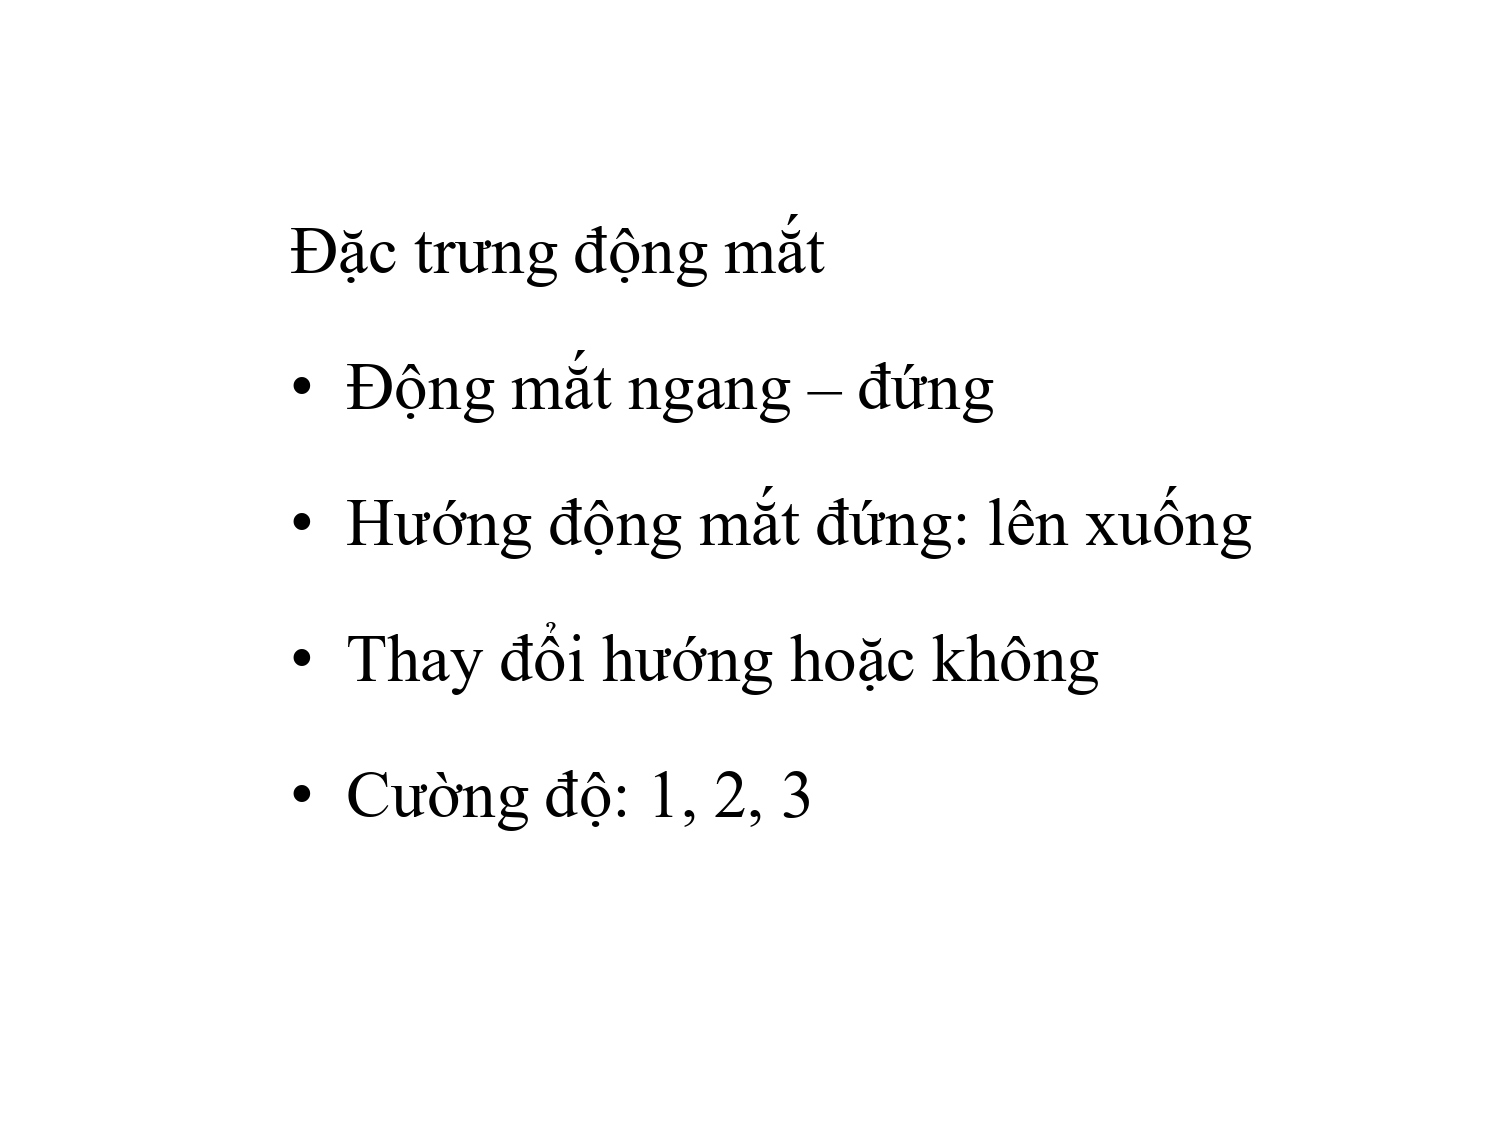 Đặc trưng động mắt
• Động mắt ngang – đứng
• Hướng động mắt đứng: lên xuống
• Thay đổi hướng hoặc không
• Cường độ: 1, 2, 3